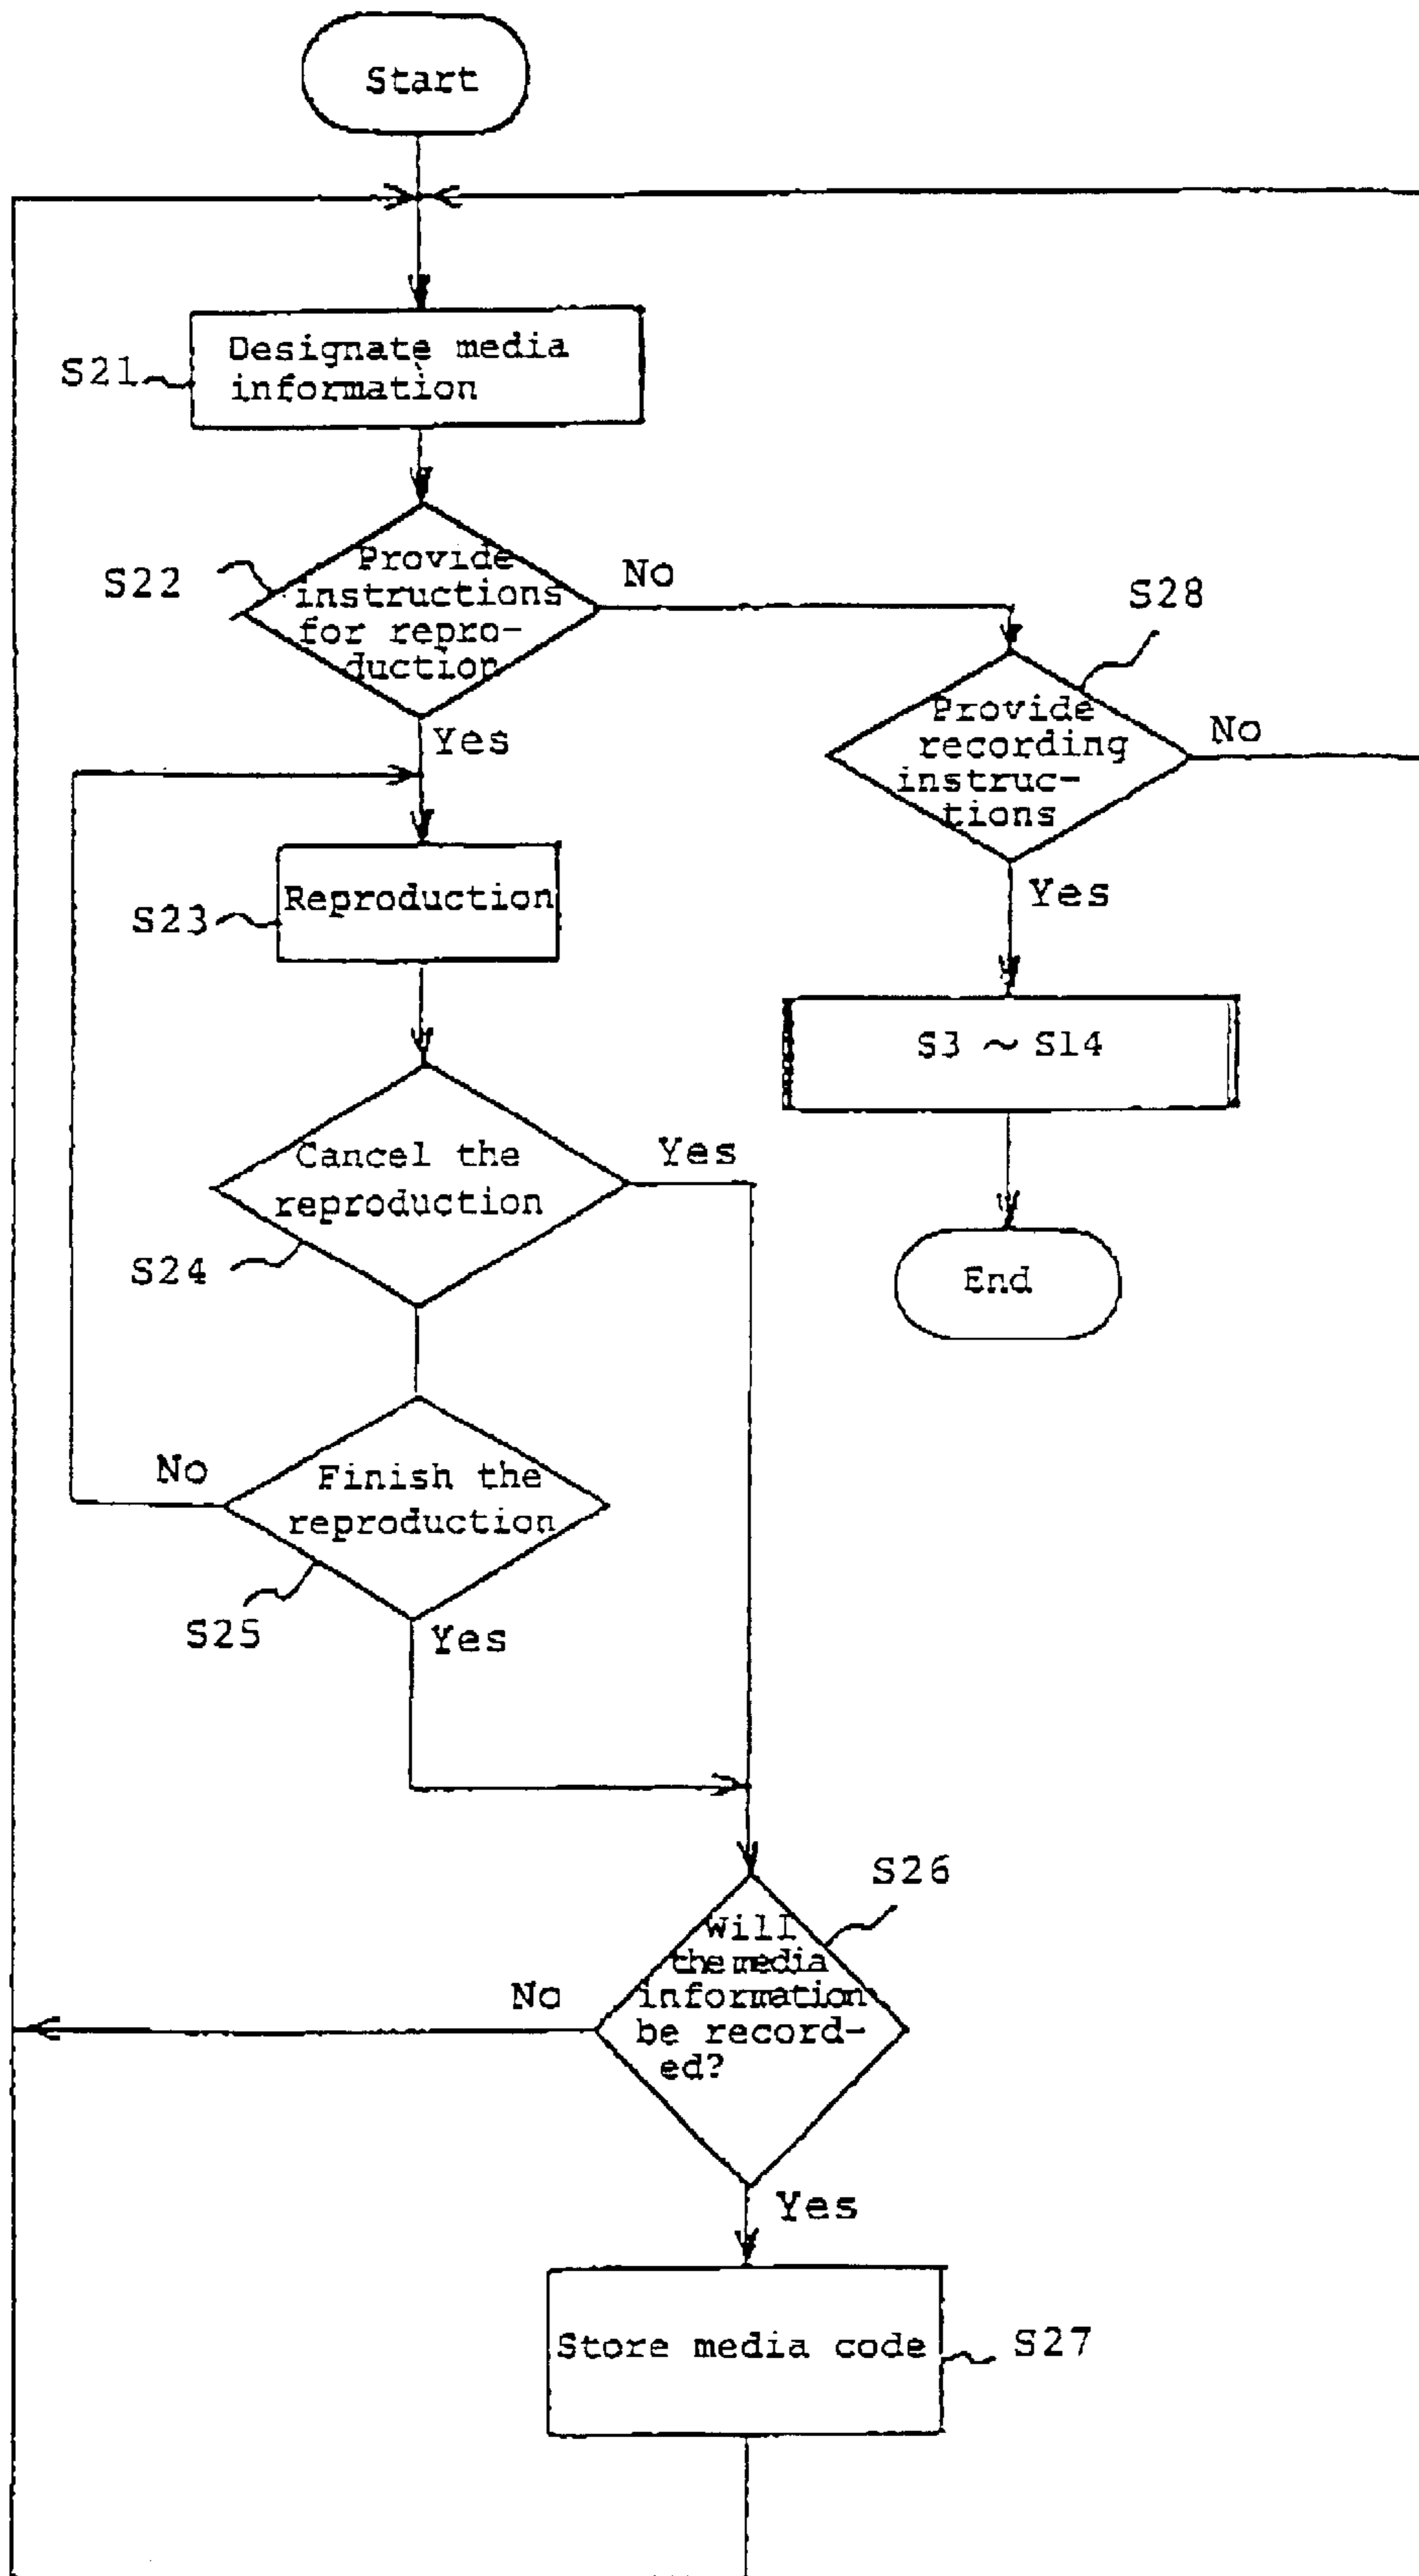 Start
S21
Designate media
information
S22
Provide
instructions
for repro-
duction
No
Yes
S28
Provide
recording
instruc-
tions
No
Yes
S23
Reproduction
S3 ~ S14
Cancel the
reproduction
Yes
S24
End
No
Finish the
reproduction
S25
Yes
S26
Will
the media
information
be record-
ed?
No
Yes
Store media code
S27